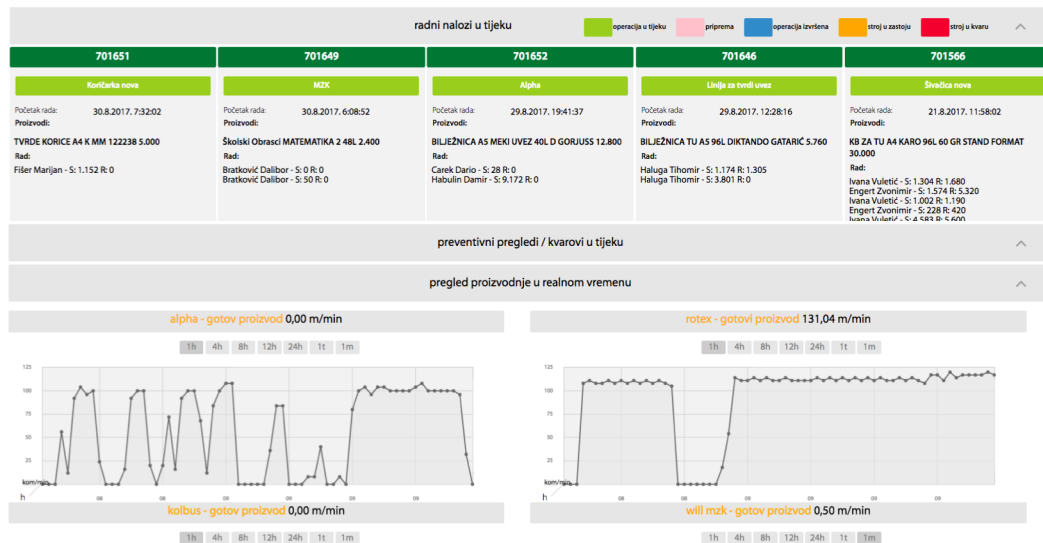 radni nalozi u tijeku
operacija u tijeku
priprema
operacija izvršena
stroj u zastoju
stroj u kvaru
701651
Koričarka nova
Početak rada: 30.8.2017. 7:32:02
Proizvodi:
TVRDE KORICE A4 K MM 122238 5.000
Rad:
Fišer Marijan - S: 1.152 R: 0
701649
MZK
Početak rada: 30.8.2017. 6:08:52
Proizvodi:
Školski Obrasci MATEMATIKA 2 48L 2.400
Rad:
Bratković Dalibor - S: 0 R: 0
Bratković Dalibor - S: 50 R: 0
701652
Alpha
Početak rada: 29.8.2017. 19:41:37
Proizvodi:
BILJEŽNICA A5 MEKI UVEZ 40L D GORJUSS 12.800
Rad:
Carek Dario - S: 28 R: 0
Habulin Damir - S: 9.172 R: 0
701646
Linija za tvrdi uvez
Početak rada: 29.8.2017. 12:28:16
Proizvodi:
BILJEŽNICA TU A5 96L DIKTANDO GATARIĆ 5.760
Rad:
Haluga Tihomir - S: 1.174 R: 1.305
Haluga Tihomir - S: 3.801 R: 0
701566
Šivačica nova
Početak rada: 21.8.2017. 11:58:02
Proizvodi:
KB ZA TU A4 KARO 96L 60 GR STAND FORMAT
30.000
Rad:
Ivana Vuletić - S: 1.304 R: 1.680
Engert Zvonimir - S: 1.574 R: 5.320
Ivana Vuletić - S: 1.002 R: 1.190
Engert Zvonimir - S: 228 R: 420
Ivana Vuletić - S: 4.583 R: 5.600
preventivni pregledi / kvarovi u tijeku
pregled proizvodnje u realnom vremenu
alpha - gotov proizvod 0,00 m/min
1h 4h 8h 12h 24h 1t 1m
125
100
75
50
25
kom/min
h
08 08 09 09 09 09
rotex - gotovi proizvod 131,04 m/min
1h 4h 8h 12h 24h 1t 1m
125
100
75
50
25
kom/min
h
08 08 09 09 09 09
kolbus - gotov proizvod 0,00 m/min
1h 4h 8h 12h 24h 1t 1m
will mzk - gotov proizvod 0,50 m/min
1h 4h 8h 12h 24h 1t 1m